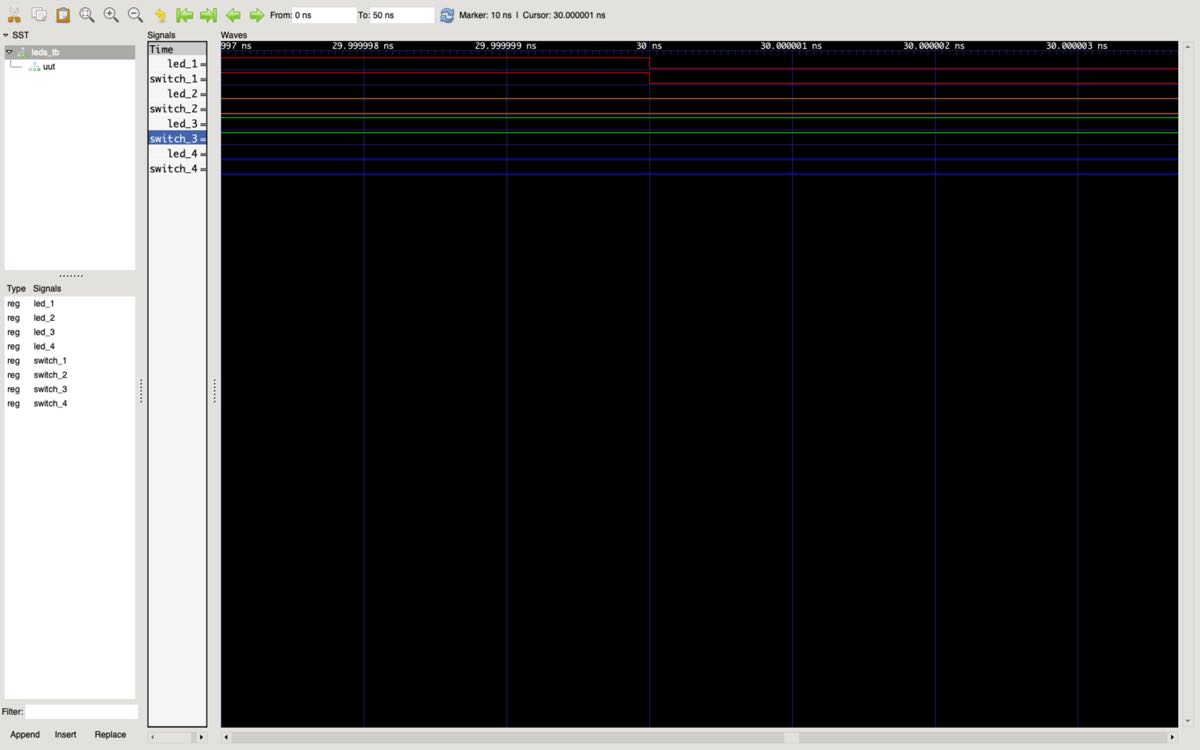 From: 0 ns To: 50 ns Marker: 10 ns | Cursor: 30.000001 ns
SST
leds_tb
uut
Signals
Time
led_1 =
switch_1 =
led_2 =
switch_2 =
led_3 =
switch_3 =
led_4 =
switch_4 =
Waves
997 ns 29.999998 ns 29.999999 ns 30 ns 30.000001 ns 30.000002 ns 30.000003 ns
Type Signals
reg led_1
reg led_2
reg led_3
reg led_4
reg switch_1
reg switch_2
reg switch_3
reg switch_4
Filter:
Append Insert Replace